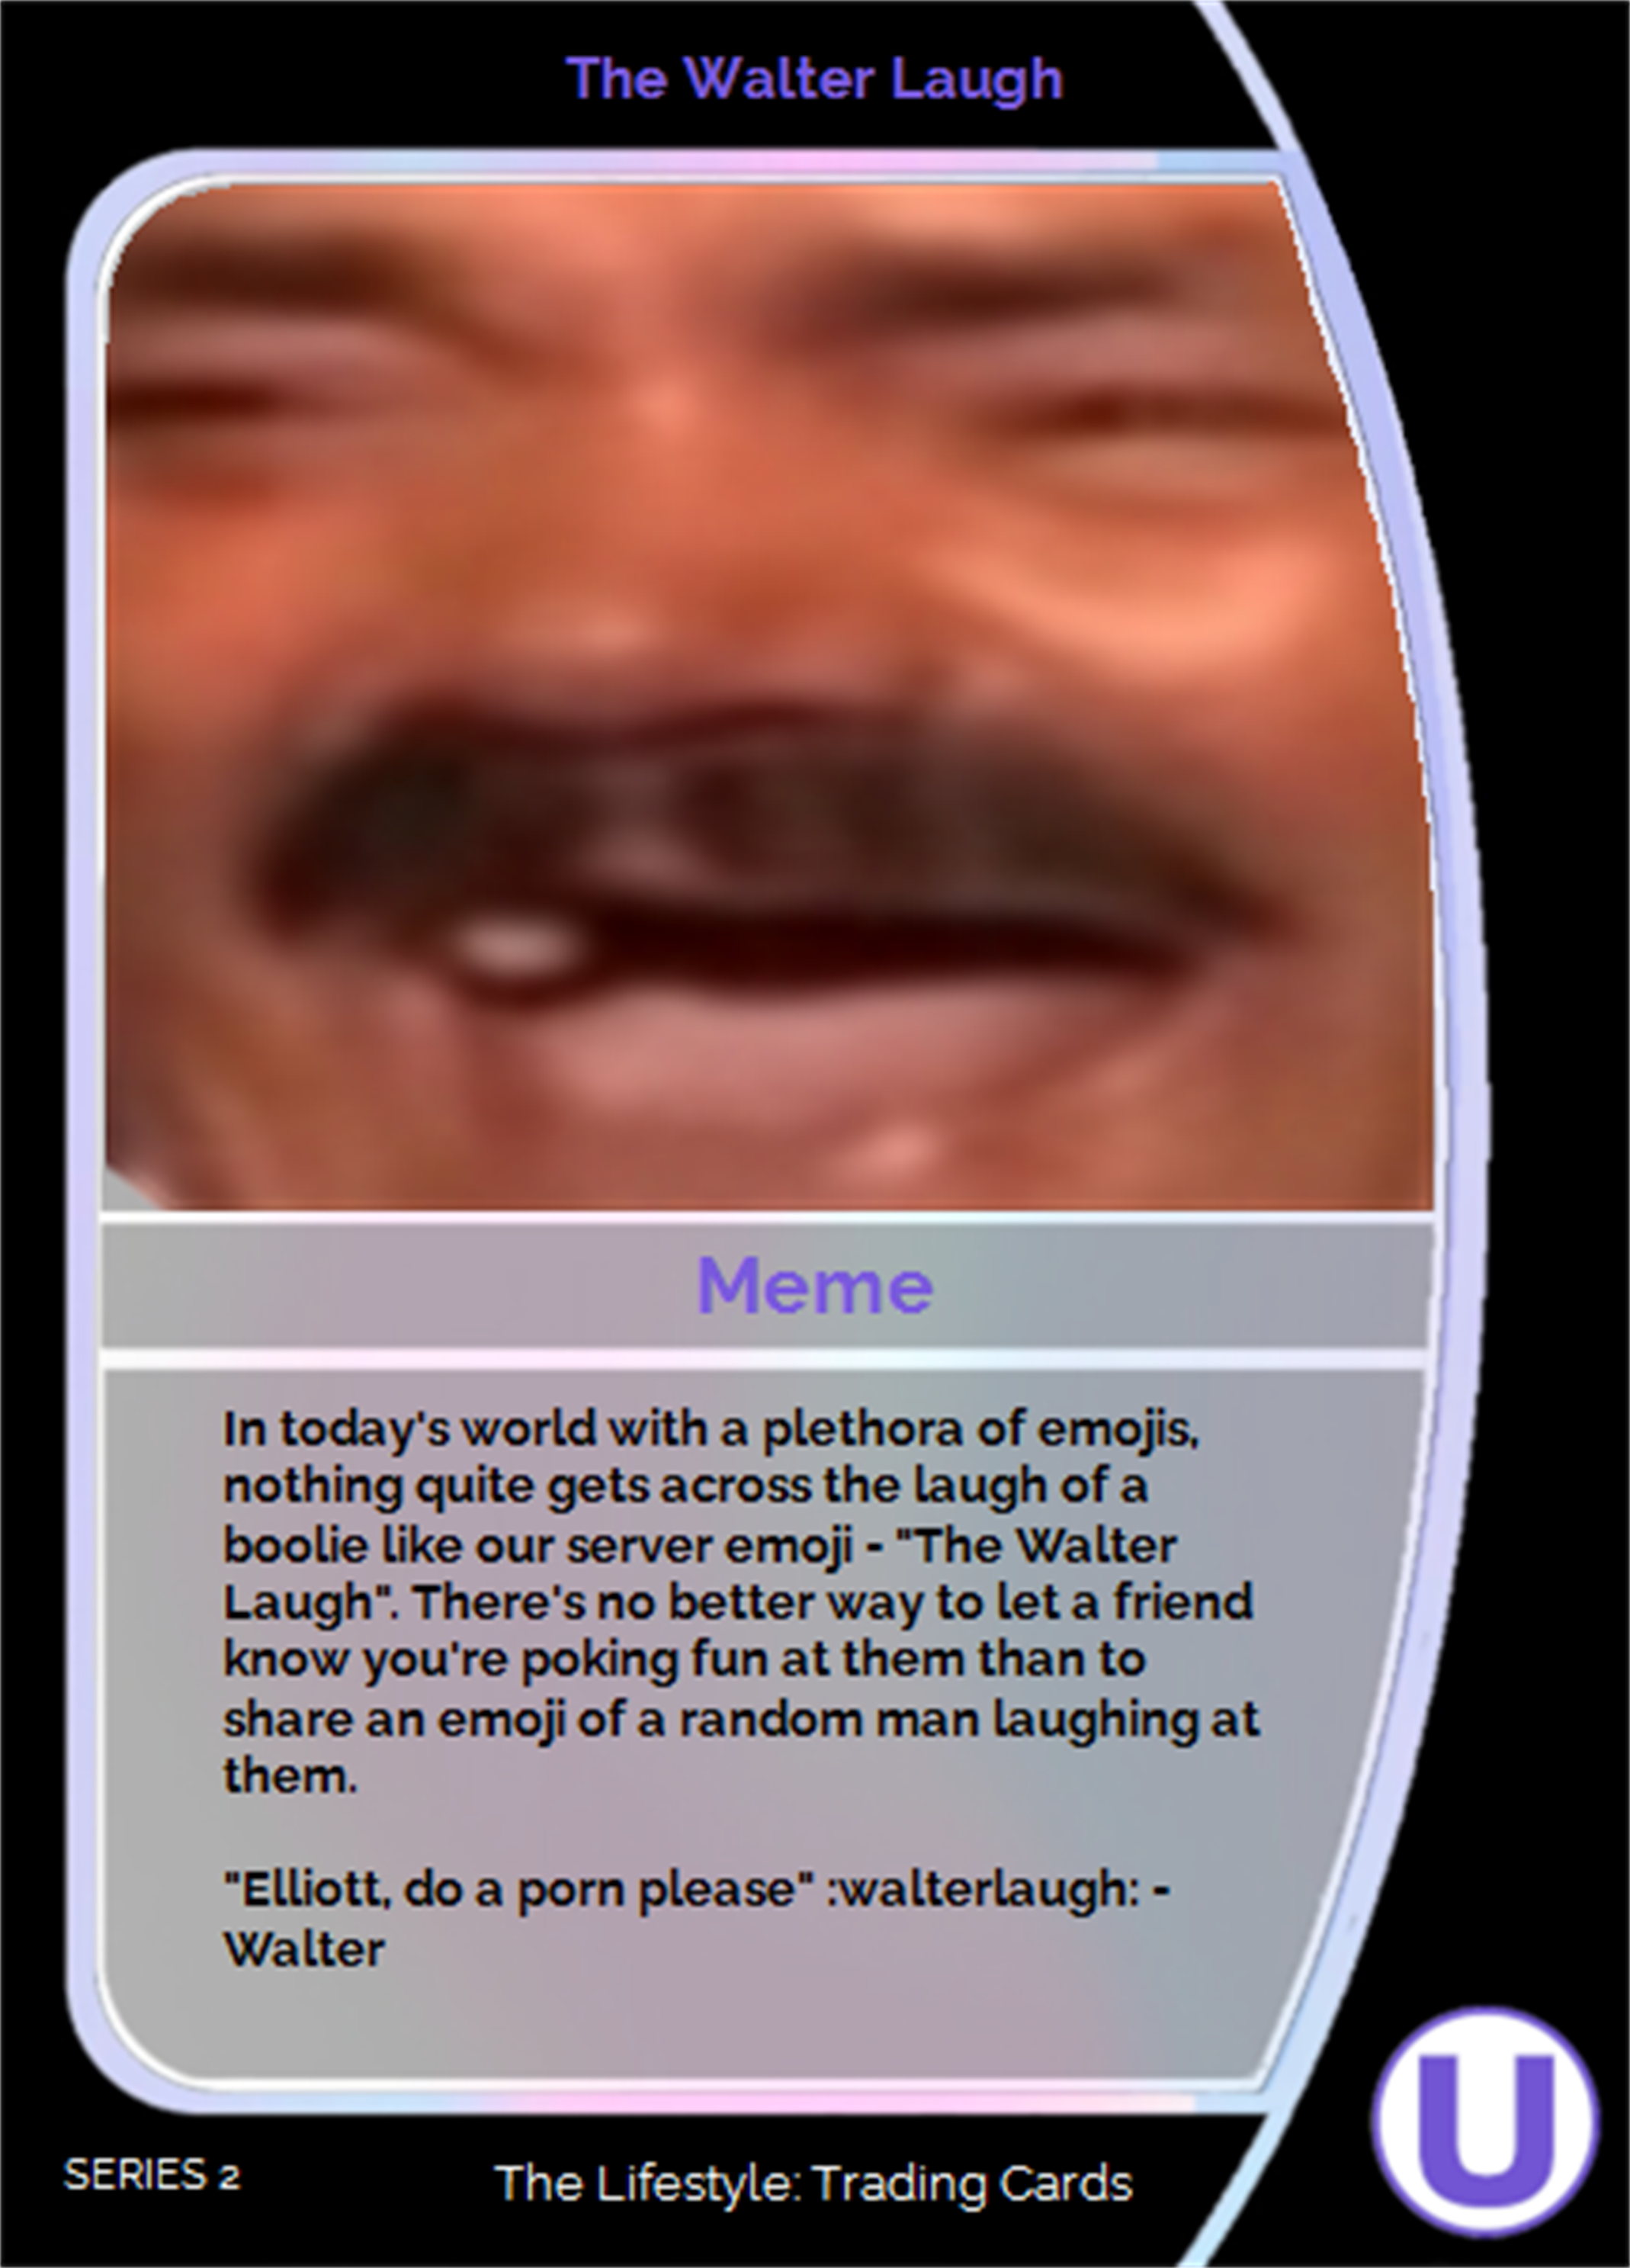 The Walter Laugh
Meme
In today's world with a plethora of emojis,
nothing quite gets across the laugh of a
boolie like our server emoji - "The Walter
Laugh". There's no better way to let a friend
know you're poking fun at them than to
share an emoji of a random man laughing at
them.
"Elliott, do a porn please" :walterlaugh: -
Walter
SERIES 2
The Lifestyle: Trading Cards
U